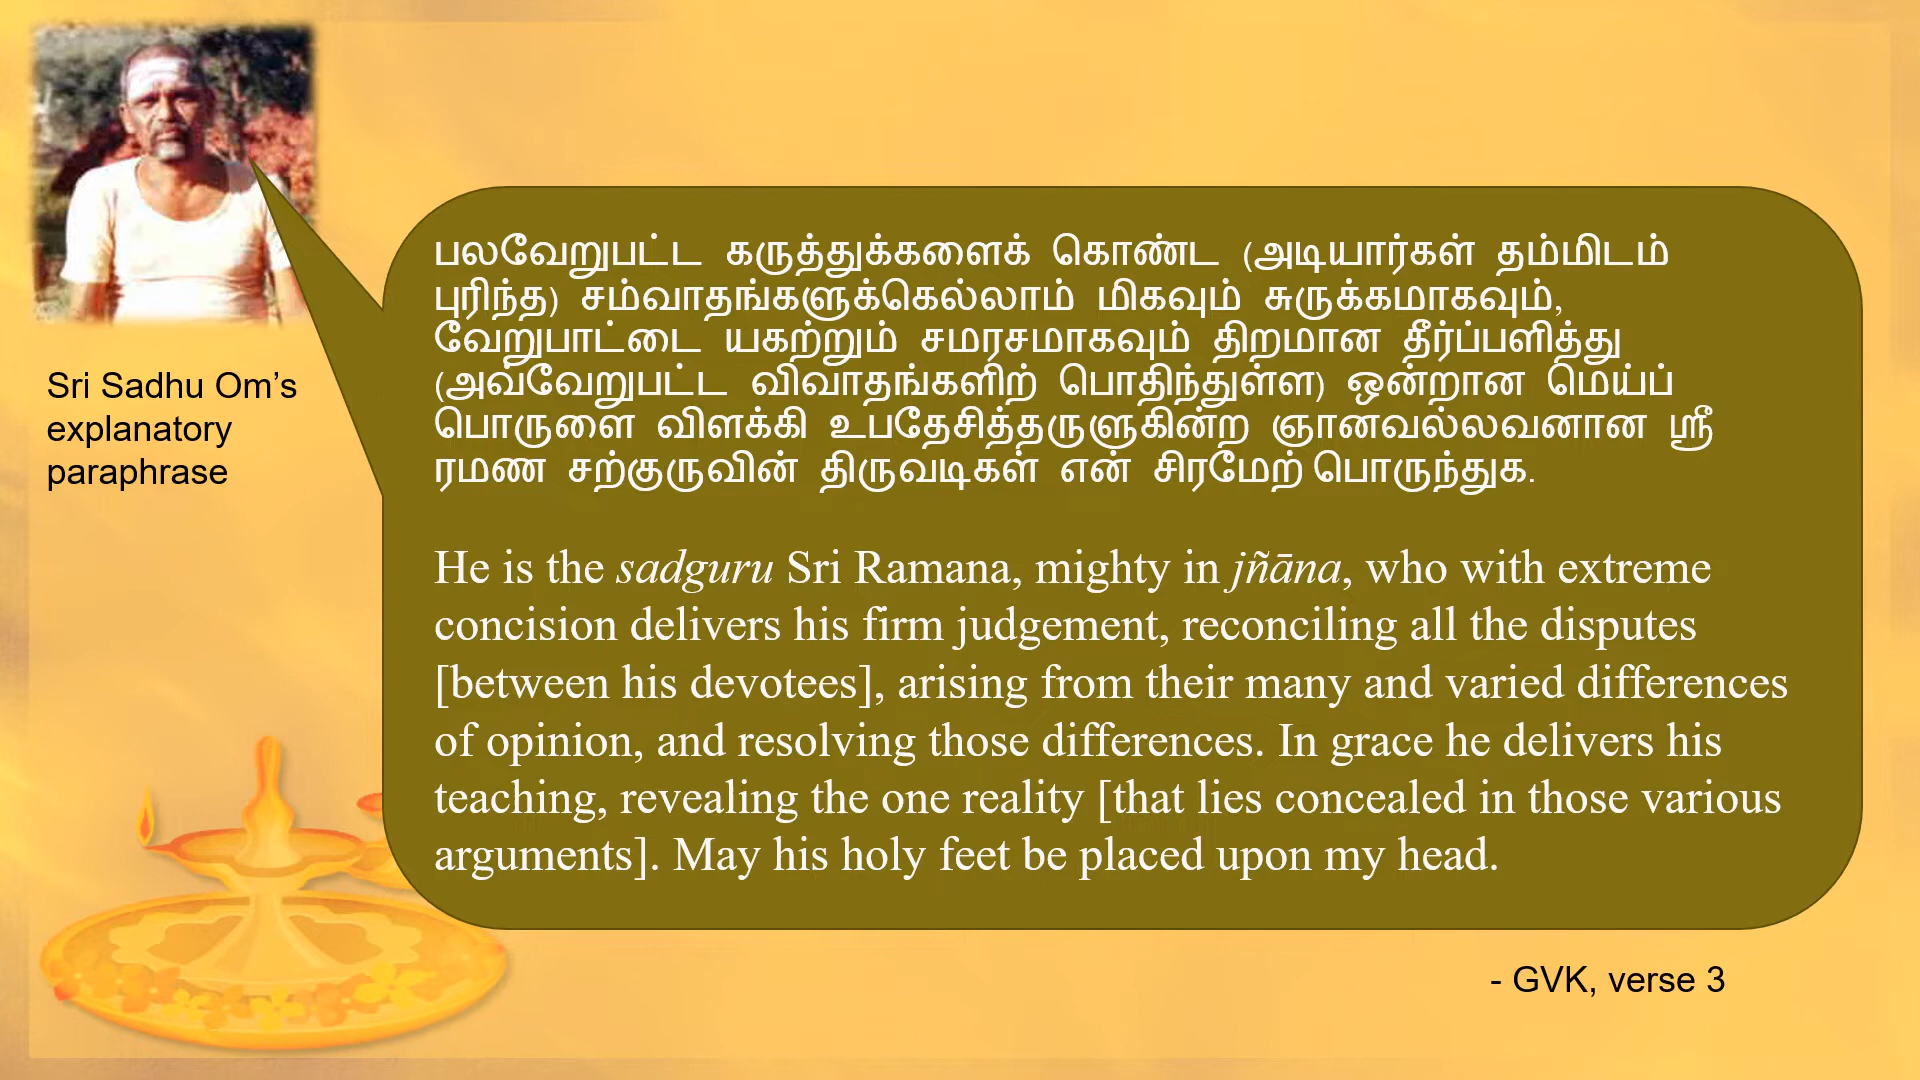 Sri Sadhu Om’s
explanatory
paraphrase
பலவேறுபட்ட கருத்துக்களைக் கொண்ட (அடியார்கள் தம்மிடம்
புரிந்த) சம்வாதங்களுக்கெல்லாம் மிகவும் சுருக்கமாகவும்,
வேறுபாட்டை யகற்றும் சமரசமாகவும் திறமான தீர்ப்பளித்து
(அவ்வேறுபட்ட விவாதங்களிற் பொதிந்துள்ள) ஒன்றான மெய்ப்
பொருளை விளக்கி உபதேசித்தருளுகின்ற ஞானவல்லவனான ஸ்ரீ
ரமண சற்குருவின் திருவடிகள் என் சிரமேற் பொருந்துக.
He is the sadguru Sri Ramana, mighty in jñāna, who with extreme
concision delivers his firm judgement, reconciling all the disputes
[between his devotees], arising from their many and varied differences
of opinion, and resolving those differences. In grace he delivers his
teaching, revealing the one reality [that lies concealed in those various
arguments]. May his holy feet be placed upon my head.
- GVK, verse 3